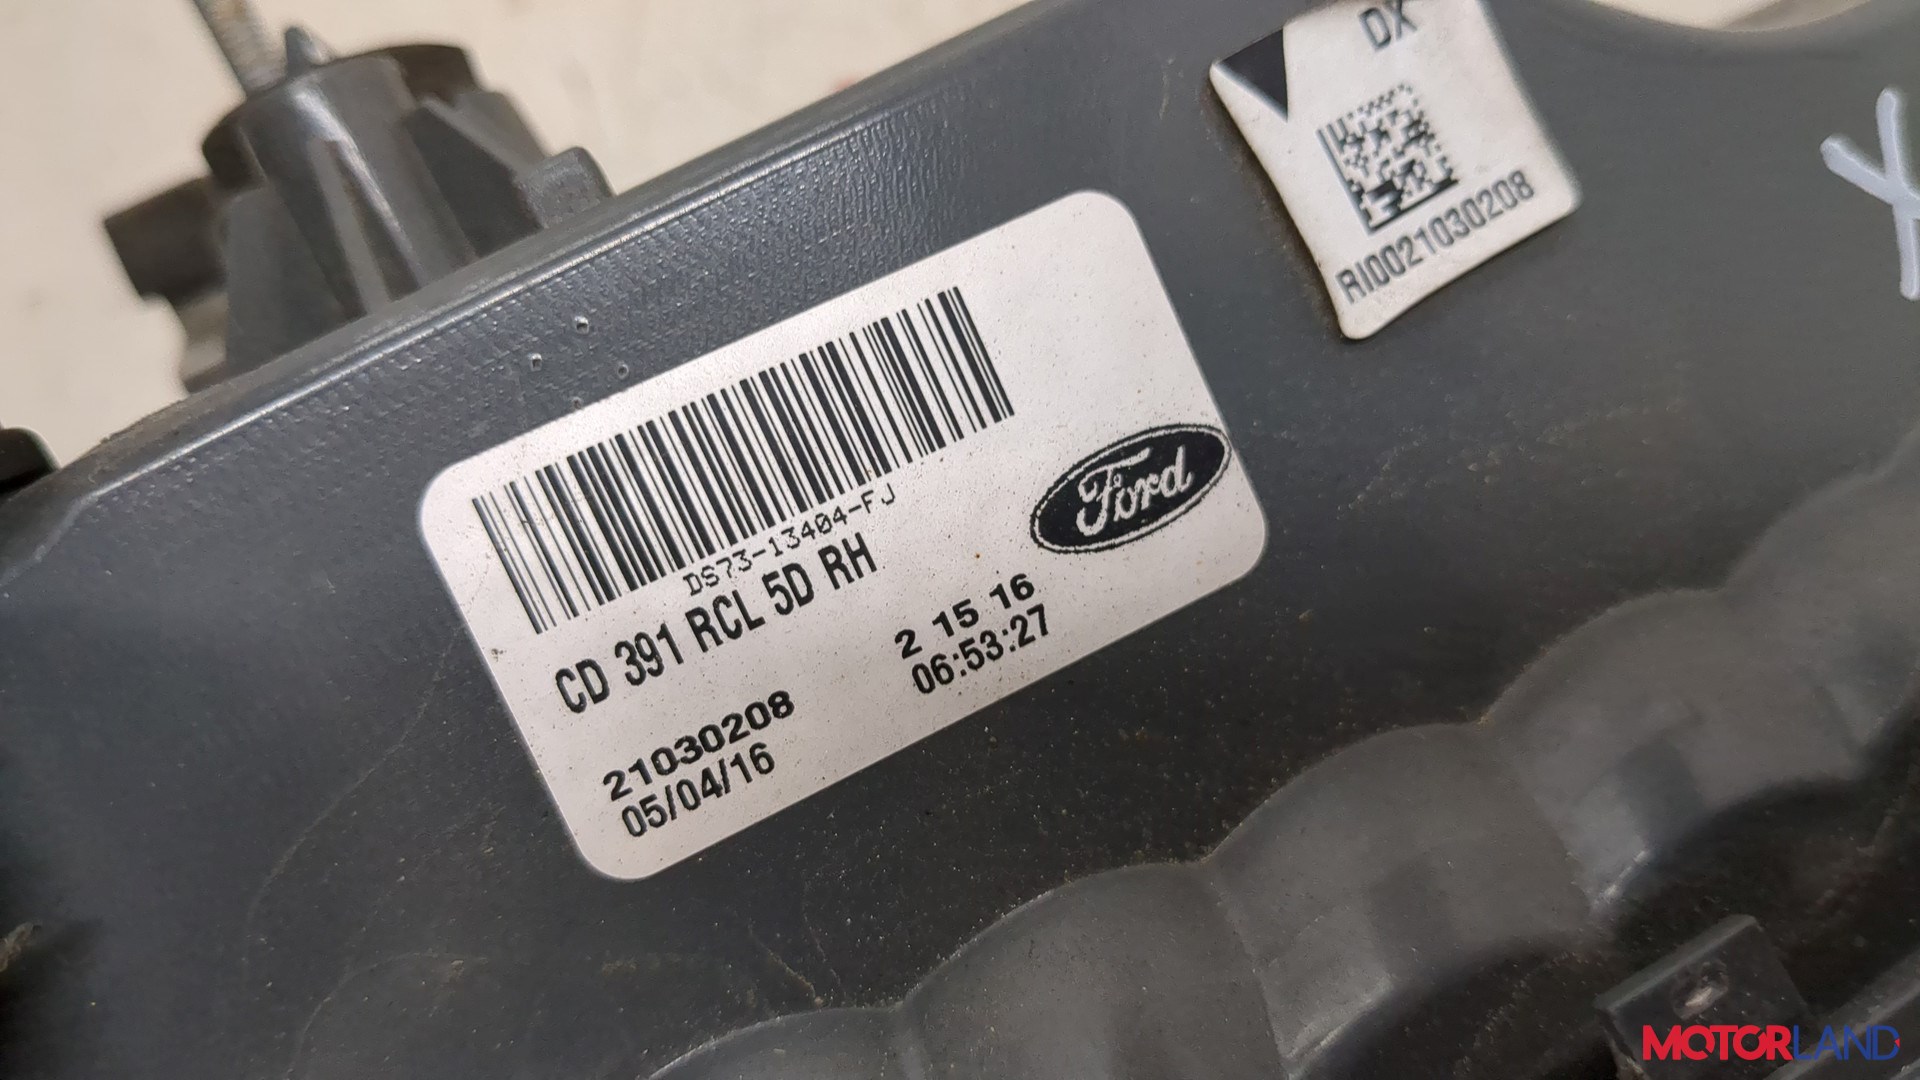 DX
RI0021030208
DS73-13404-FJ
CD 391 RCL 5D RH
Ford
21030208
05/04/16
2 15 16
06:53:27
X
MOTORLAND